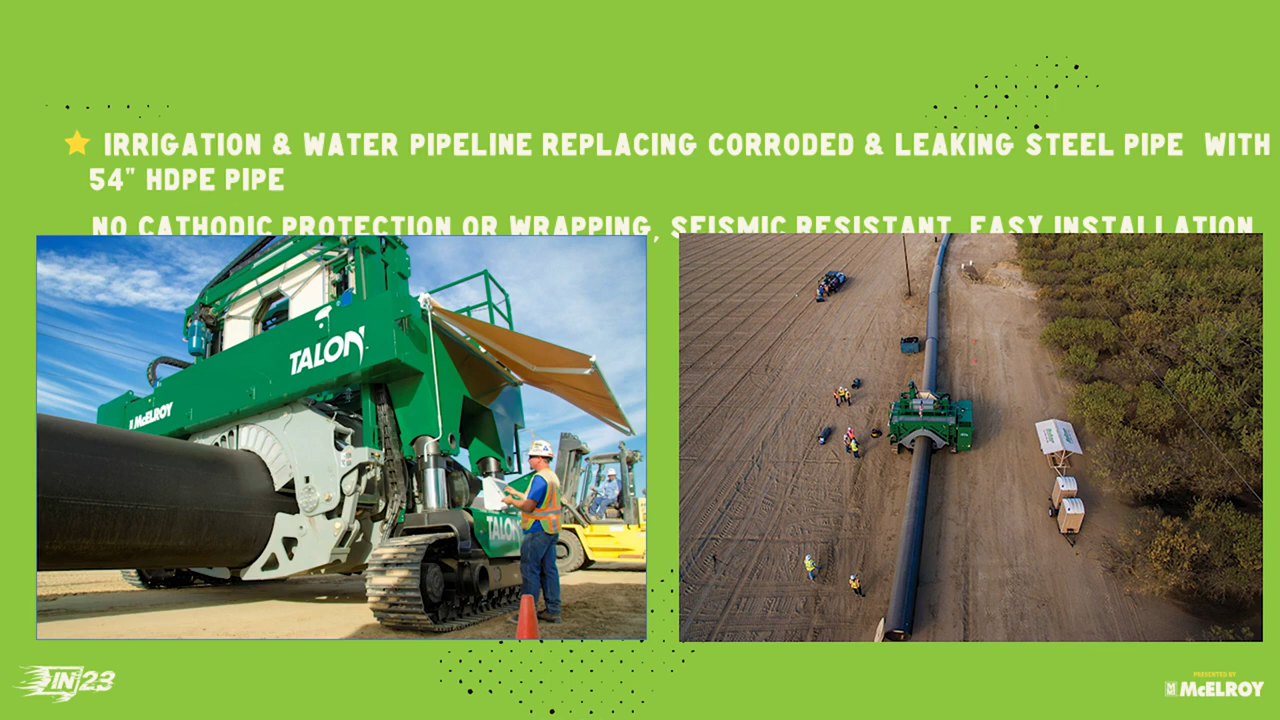 IRRIGATION & WATER PIPELINE REPLACING CORRODED & LEAKING STEEL PIPE WITH
54" HDPE PIPE
NO CATHODIC PROTECTION OR WRAPPING, SEISMIC RESISTANT, EASY INSTALLATION
TALON
McELROY
TALON
IN23
PRESENTED BY
McELROY